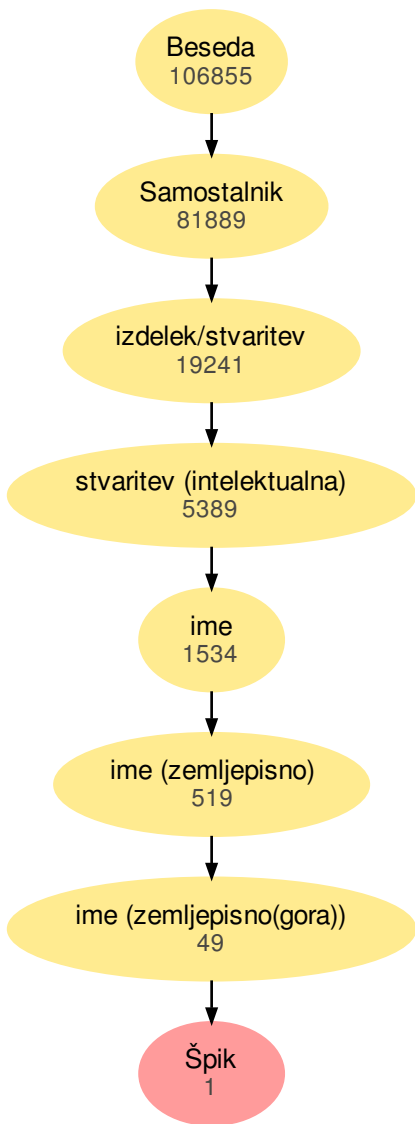 Beseda
106855
Samostalnik
81889
izdelek/stvaritev
19241
stvaritev (intelektualna)
5389
ime
1534
ime (zemljepisno)
519
ime (zemljepisno(gora))
49
Špik
1